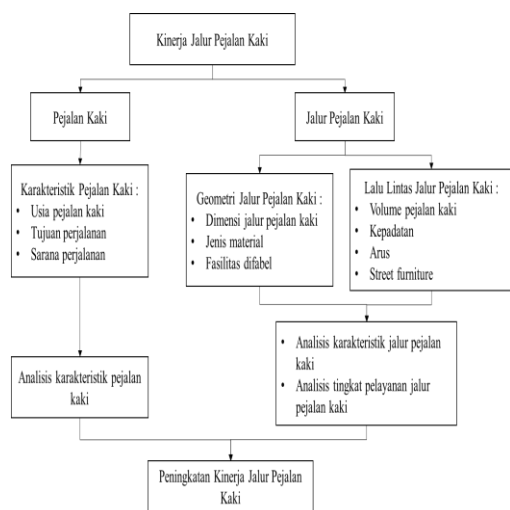 Kinerja Jalur Pejalan Kaki
Pejalan Kaki
Jalur Pejalan Kaki
Karakteristik Pejalan Kaki :
• Usia pejalan kaki
• Tujuan perjalanan
• Sarana perjalanan
Geometri Jalur Pejalan Kaki :
• Dimensi jalur pejalan kaki
• Jenis material
• Fasilitas difabel
Lalu Lintas Jalur Pejalan Kaki :
• Volume pejalan kaki
• Kepadatan
• Arus
• Street furniture
Analisis karakteristik pejalan
kaki
• Analisis karakteristik jalur pejalan
kaki
• Analisis tingkat pelayanan jalur
pejalan kaki
Peningkatan Kinerja Jalur Pejalan
Kaki